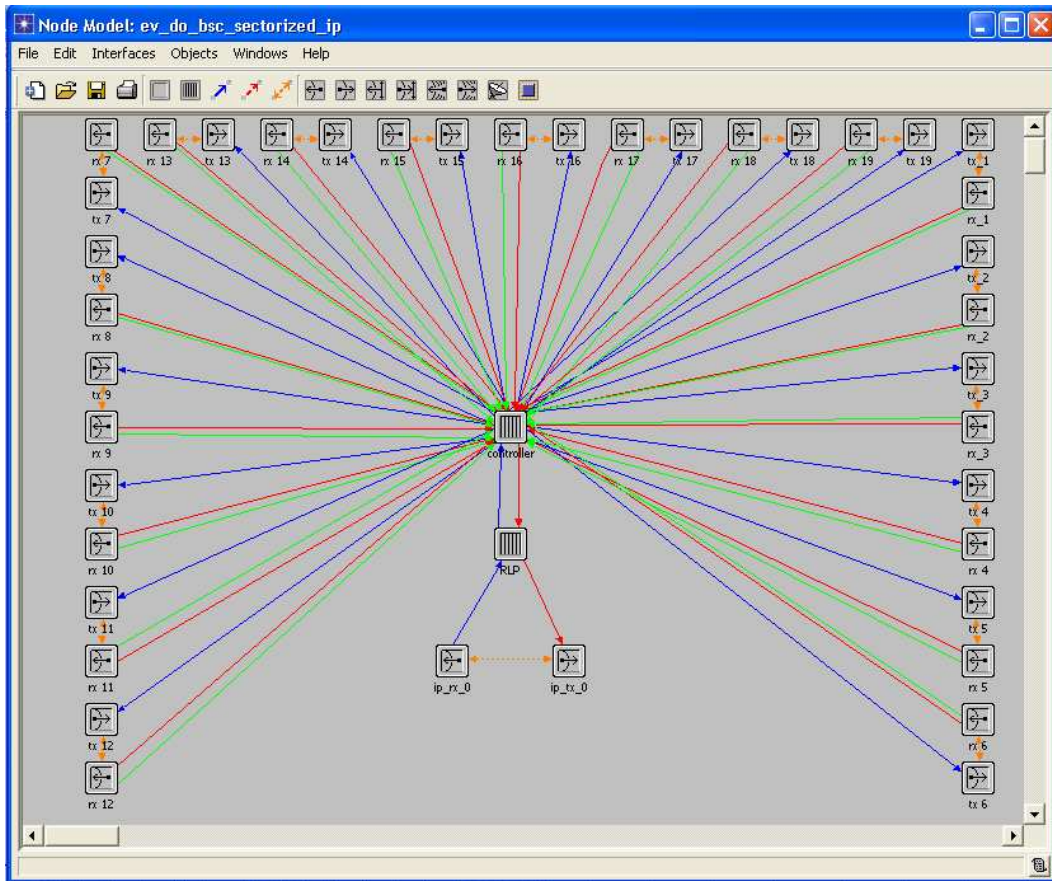 Node Model: ev_do_bsc_sectorized_ip
File Edit Interfaces Objects Windows Help
rx 7 rx 13 tx 13 rx 14 tx 14 rx 15 tx 15 rx 16 tx 16 rx 17 tx 17 rx 18 tx 18 rx 19 tx 19 tx_1
tx 7 rx_1
tx 8 tx_2
rx 8 rx_2
tx 9 tx_3
rx 9 controller rx_3
tx 10 tx 4
rx 10 RLP rx 4
tx 11 tx 5
rx 11 ip_rx_0 ip_tx_0 rx 5
tx 12 rx 6
rx 12 tx 6